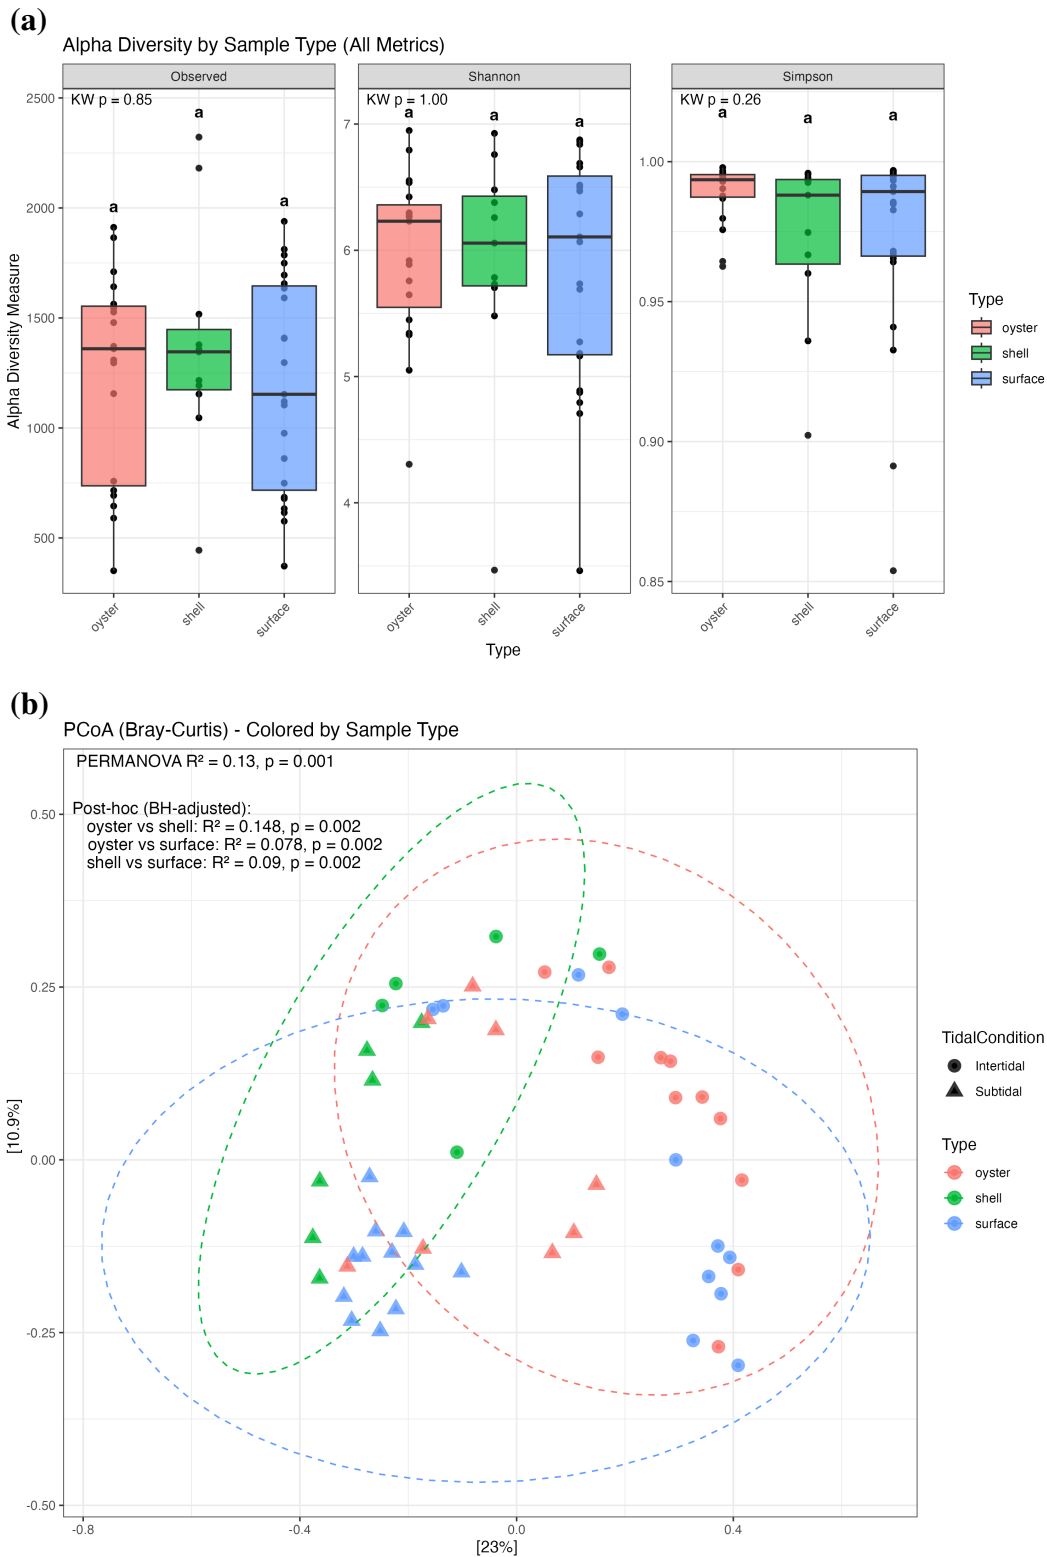 (a)
Alpha Diversity by Sample Type (All Metrics)
Observed
Shannon
Simpson
KW p = 0.85
KW p = 1.00
KW p = 0.26
a
a
a
a
a
a
a
a
a
2500
2000
1500
1000
500
7
6
5
4
1.00
0.95
0.90
0.85
Alpha Diversity Measure
oyster
shell
surface
oyster
shell
surface
oyster
shell
surface
Type
Type
oyster
shell
surface
(b)
PCoA (Bray-Curtis) - Colored by Sample Type
PERMANOVA R² = 0.13, p = 0.001
Post-hoc (BH-adjusted):
oyster vs shell: R² = 0.148, p = 0.002
oyster vs surface: R² = 0.078, p = 0.002
shell vs surface: R² = 0.09, p = 0.002
0.50
0.25
0.00
-0.25
-0.50
[10.9%]
-0.8
-0.4
0.0
0.4
[23%]
TidalCondition
Intertidal
Subtidal
Type
oyster
shell
surface